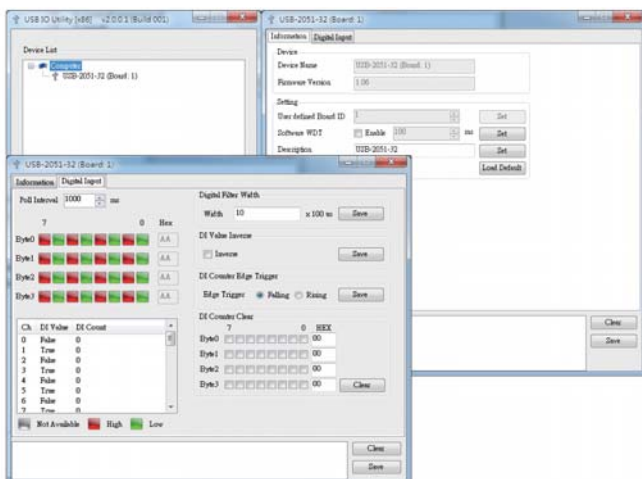 USB IO Utility [x86] v2.0.0.1 (Build 001)
Device List
Computer
USB-2051-32 (Board: 1)
USB-2051-32 (Board: 1)
Information Digital Input
Device
Device Name USB-2051-32 (Board: 1)
Firmware Version 1.06
Setting
User defined Board ID 1 Set
Software WDT Enable 100 ms Set
Description USB-2051-32 Set
Load Default
Clear
Save
USB-2051-32 (Board: 1)
Information Digital Input
Poll Interval 1000 ms
7 0 Hex
Byte0 AA
Byte1 AA
Byte2 AA
Byte3 AA
Ch DI Value DI Count
0 False 0
1 True 0
2 False 0
3 True 0
4 False 0
5 True 0
6 False 0
7 True 0
Not Available High Low
Digital Filter Width
Width 10 x 100 us Save
DI Value Inverse
Inverse Save
DI Counter Edge Trigger
Edge Trigger Falling Rising Save
DI Counter Clear
7 0 HEX
Byte0 00
Byte1 00
Byte2 00
Byte3 00 Clear
Clear
Save